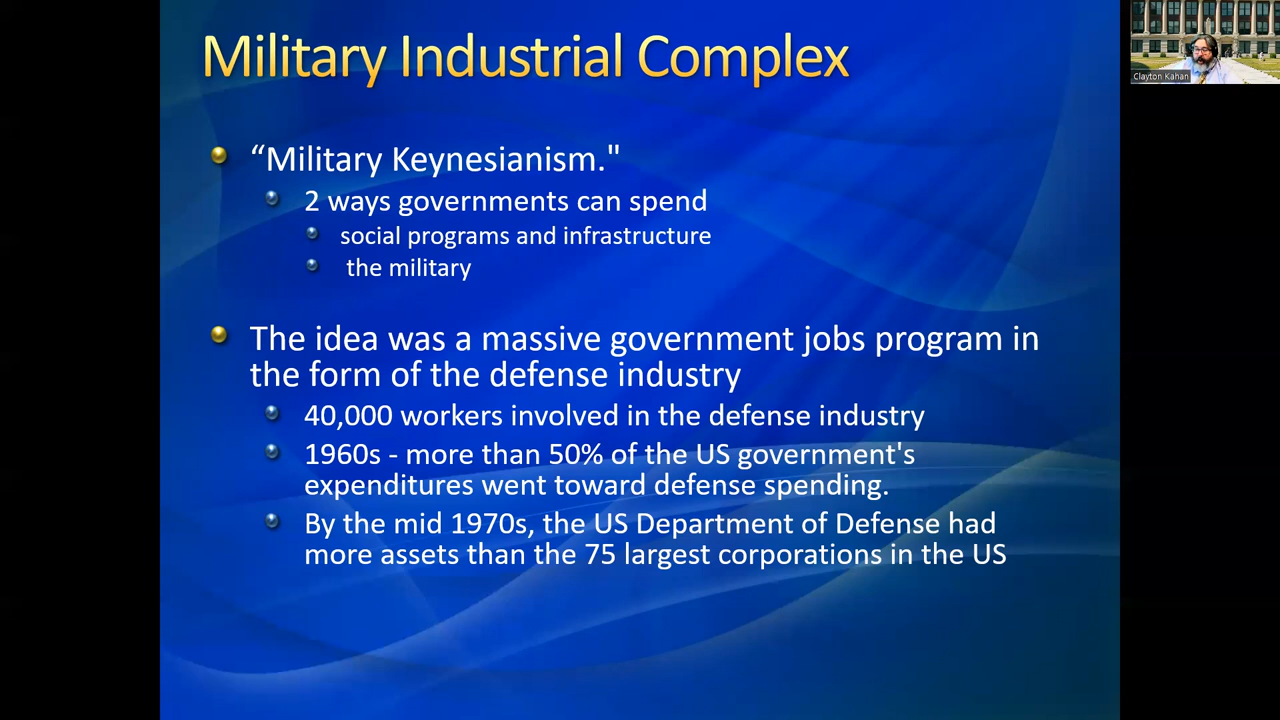 Military Industrial Complex
Clayton Kahan
“Military Keynesianism."
2 ways governments can spend
social programs and infrastructure
the military
The idea was a massive government jobs program in
the form of the defense industry
40,000 workers involved in the defense industry
1960s - more than 50% of the US government's
expenditures went toward defense spending.
By the mid 1970s, the US Department of Defense had
more assets than the 75 largest corporations in the US